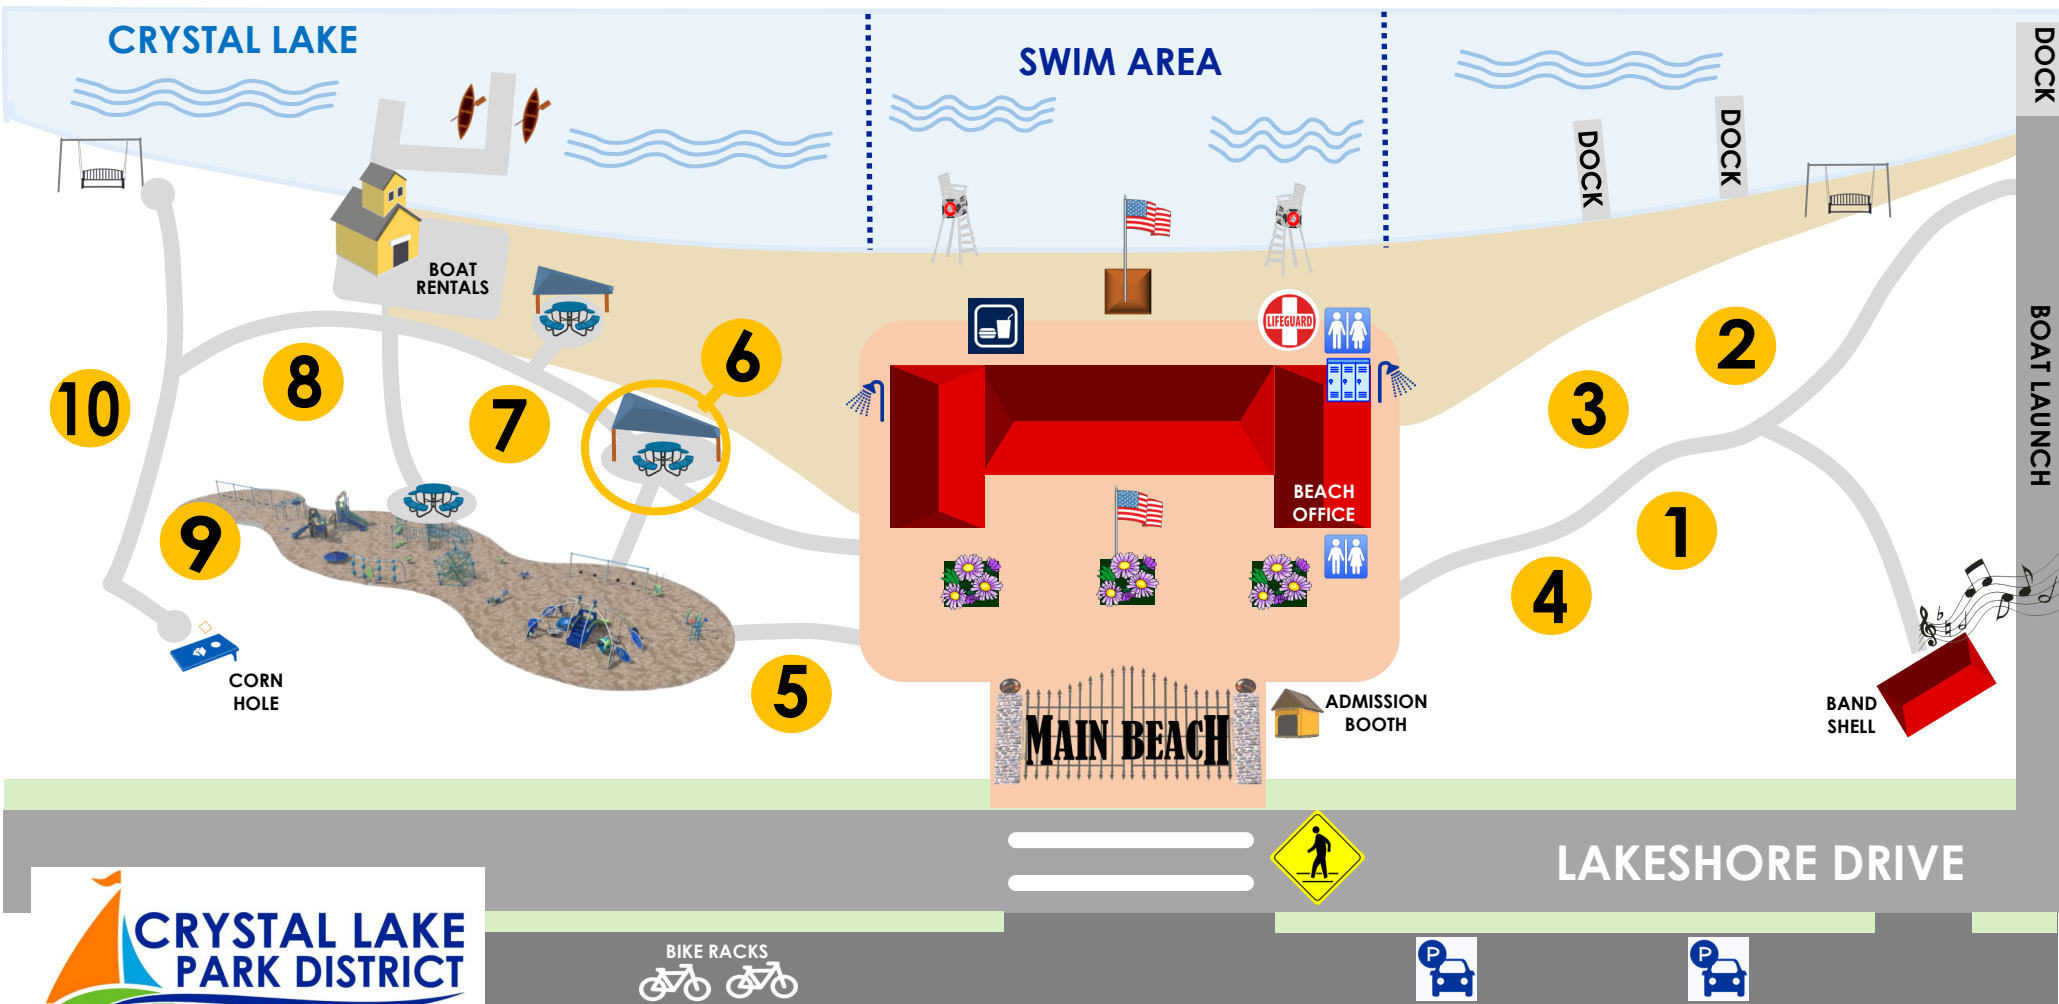 CRYSTAL LAKE
SWIM AREA
DOCK
DOCK
DOCK
BOAT
RENTALS
LIFEGUARD
6
2
8
10
7
3
BOAT LAUNCH
BEACH
OFFICE
9
1
4
5
CORN
HOLE
MAIN BEACH
ADMISSION
BOOTH
BAND
SHELL
LAKESHORE DRIVE
CRYSTAL LAKE
PARK DISTRICT
BIKE RACKS
P
P